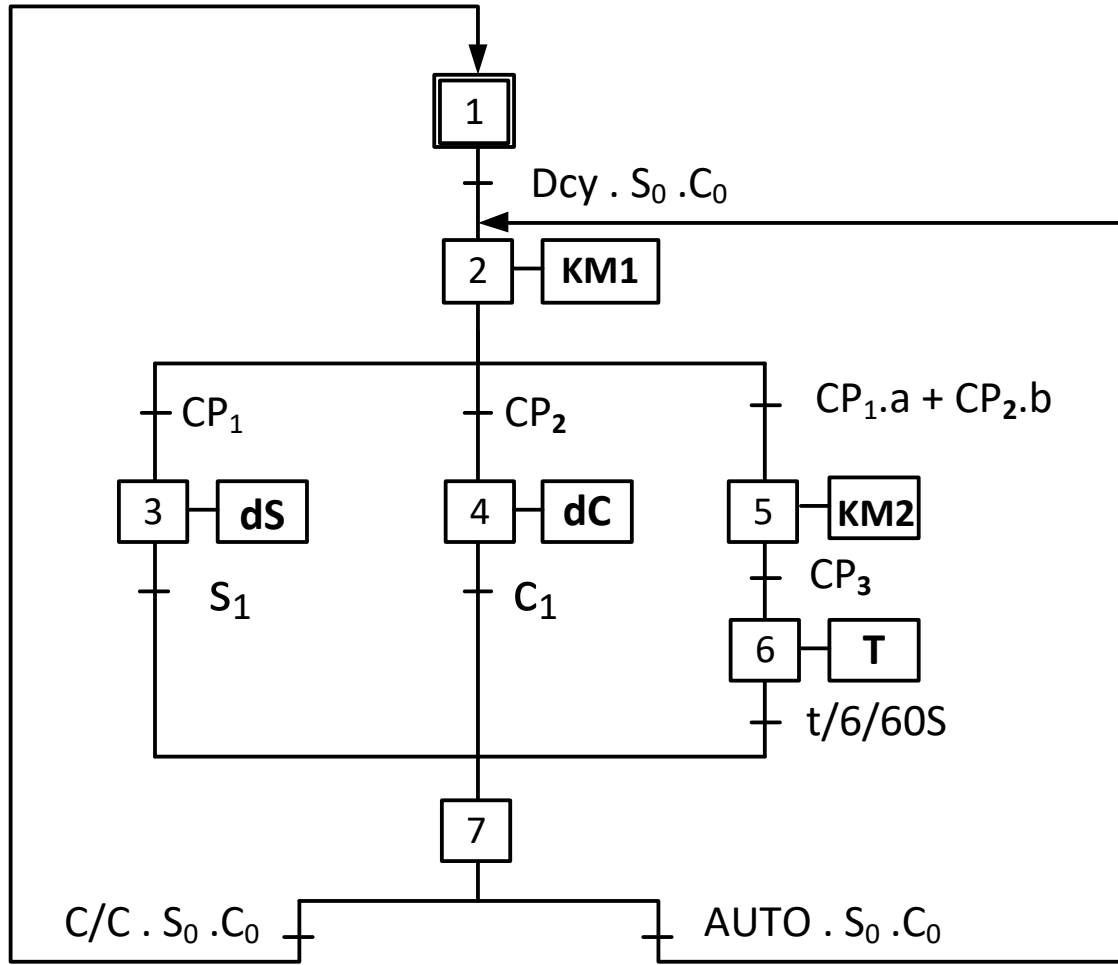 1
Dcy . S₀ .C₀
2 KM1
CP₁ CP₂ CP₁.a + CP₂.b
3 dS 4 dC 5 KM2
S₁ C₁ CP₃
6 T
t/6/60S
7
C/C . S₀ .C₀ AUTO . S₀ .C₀